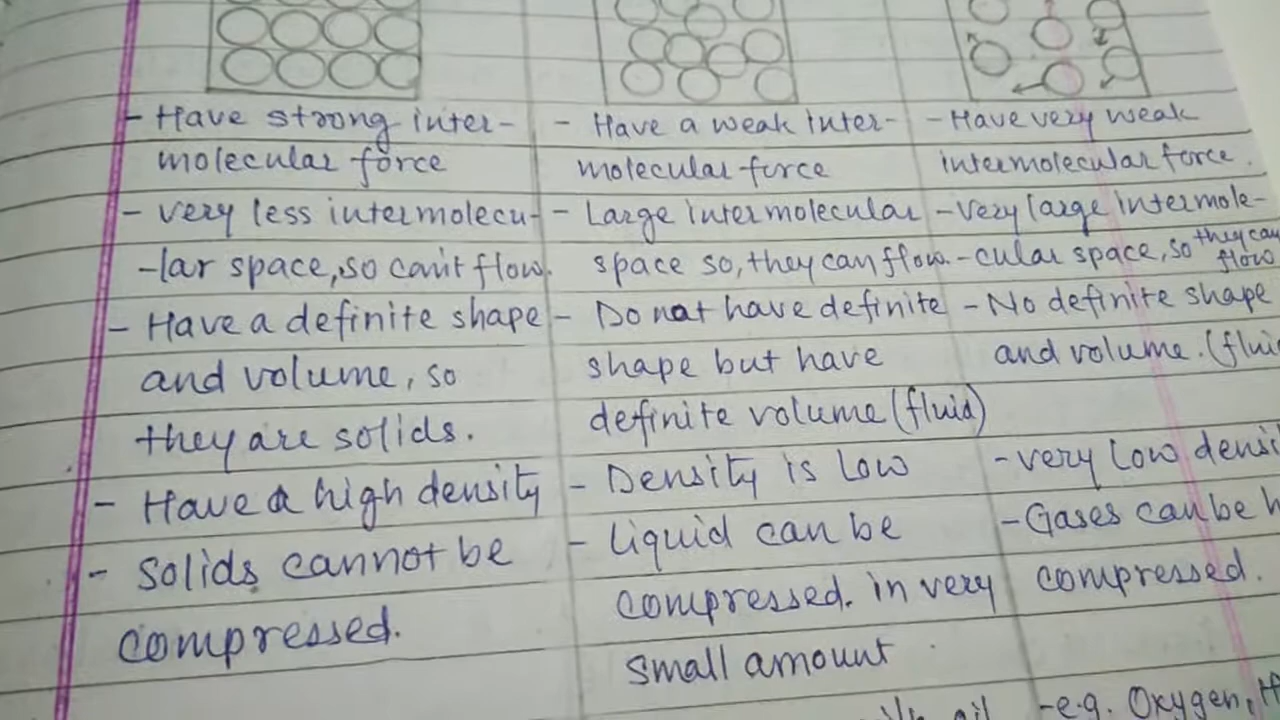 - Have strong inter-
molecular force
- very less intermolecu-
-lar space, so can't flow.
- Have a definite shape
and volume, so
they are solids.
- Have a high density
- Solids cannot be
compressed.
- Have a weak inter-
molecular force
- Large intermolecular
space so, they can flow.
- Do not have definite
shape but have
definite volume (fluid)
- Density is low
- Liquid can be
compressed. in very
small amount
oil
- Have very weak
intermolecular force.
- Very large intermole-
-cular space, so they can
flow
- No definite shape
and volume. (flui
- very low densi
- Gases can be h
compressed.
-e.g. Oxygen, H